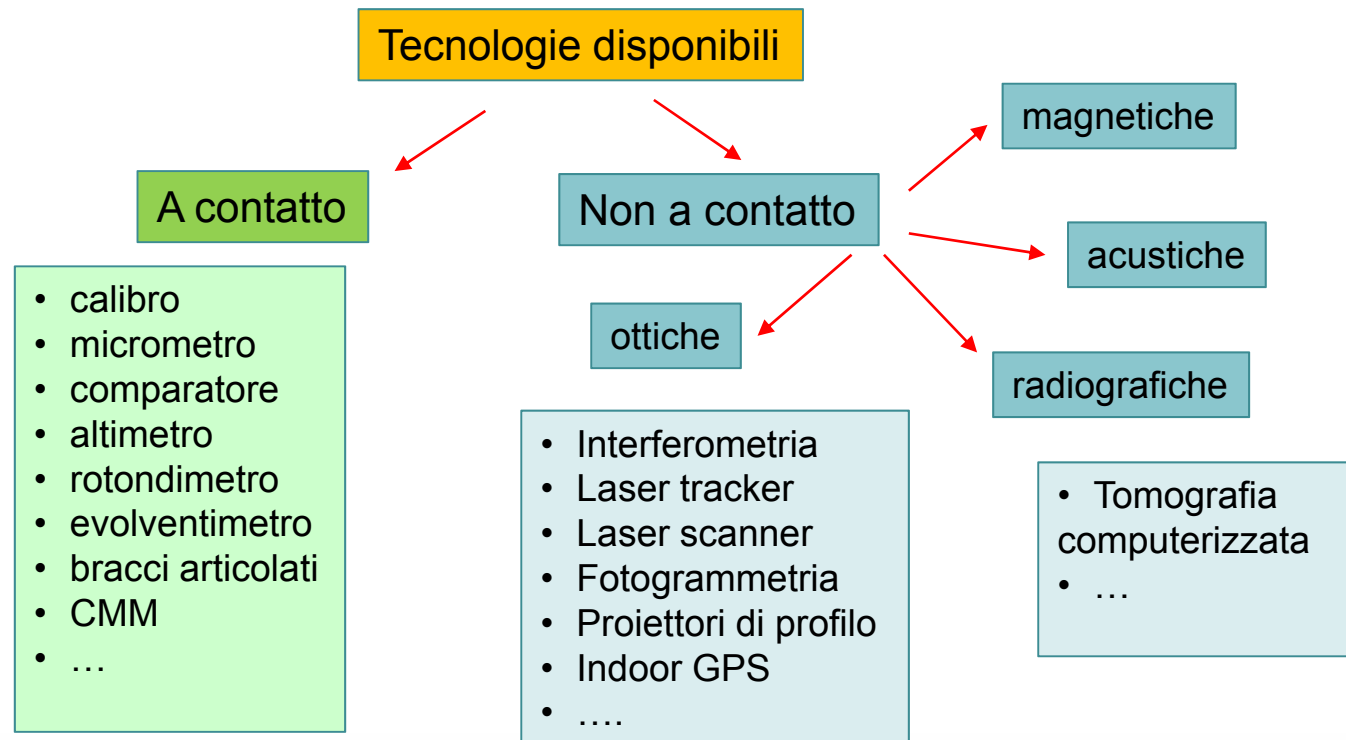 Tecnologie disponibili
A contatto
• calibro
• micrometro
• comparatore
• altimetro
• rotondimetro
• evolventimetro
• bracci articolati
• CMM
• …
Non a contatto
magnetiche
acustiche
radiografiche
• Tomografia
computerizzata
• …
ottiche
• Interferometria
• Laser tracker
• Laser scanner
• Fotogrammetria
• Proiettori di profilo
• Indoor GPS
• ….